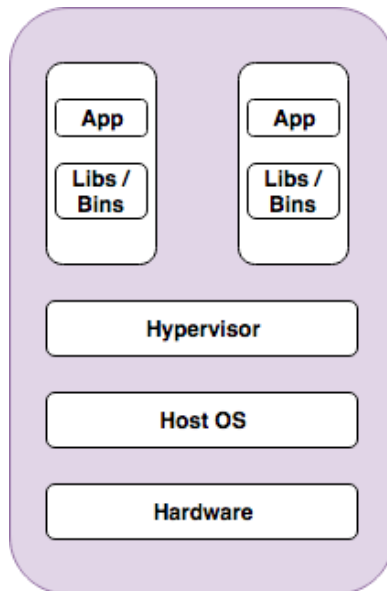 App
App
Libs /
Bins
Libs /
Bins
Hypervisor
Host OS
Hardware